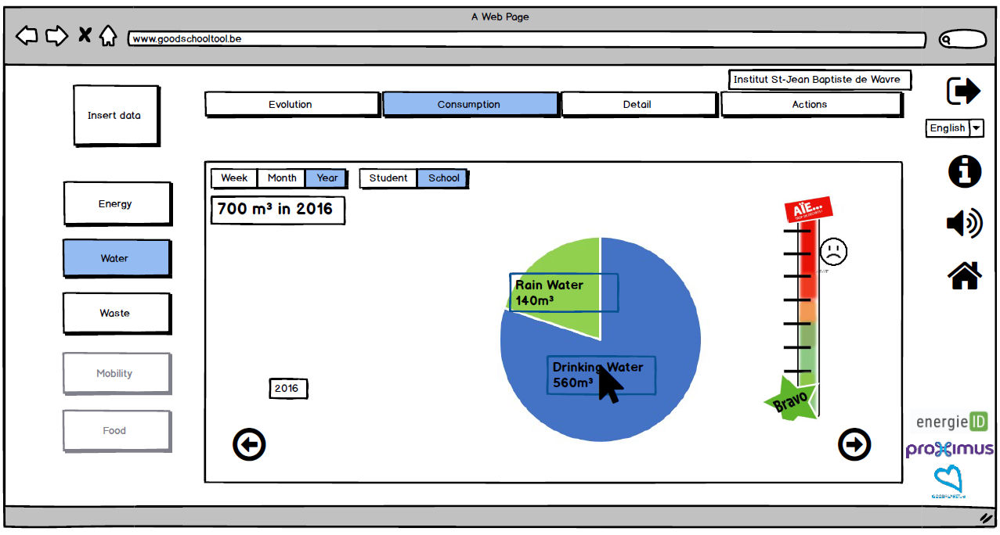 A Web Page
www.goodschooltool.be
Institut St-Jean Baptiste de Wavre
Insert data
Evolution
Consumption
Detail
Actions
English
Week
Month
Year
Student
School
700 m³ in 2016
Energy
Water
Waste
Mobility
Food
AÏE...
Rain Water
140m³
Drinking Water
560m³
2016
Bravo
energieID
proximus